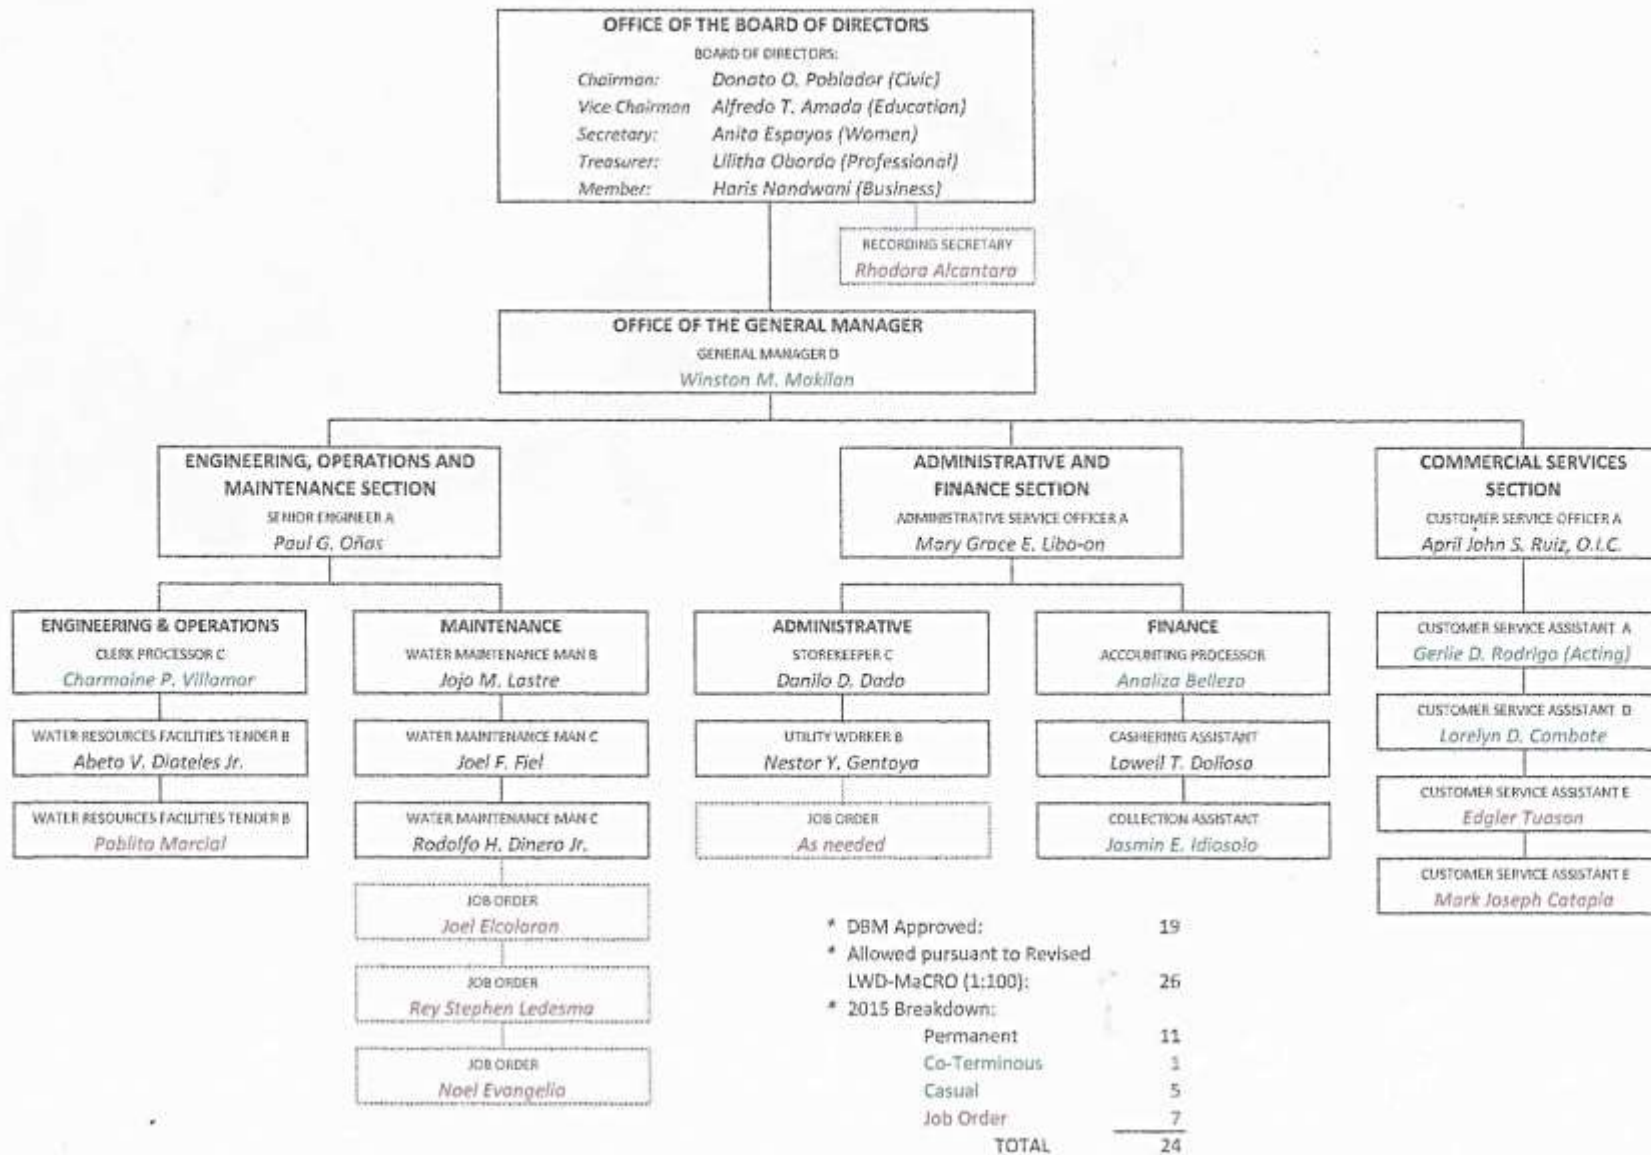 OFFICE OF THE BOARD OF DIRECTORS
BOARD OF DIRECTORS:
Chairman: Donato O. Poblador (Civic)
Vice Chairman Alfredo T. Amada (Education)
Secretary: Anita Espayos (Women)
Treasurer: Lilitha Obordo (Professional)
Member: Haris Nandwani (Business)
RECORDING SECRETARY
Rhodora Alcantara
OFFICE OF THE GENERAL MANAGER
GENERAL MANAGER D
Winston M. Makilan
ENGINEERING, OPERATIONS AND
MAINTENANCE SECTION
SENIOR ENGINEER A
Paul G. Oñas
ADMINISTRATIVE AND
FINANCE SECTION
ADMINISTRATIVE SERVICE OFFICER A
Mary Grace E. Libo-on
COMMERCIAL SERVICES
SECTION
CUSTOMER SERVICE OFFICER A
April John S. Ruiz, O.I.C.
ENGINEERING & OPERATIONS
CLERK PROCESSOR C
Charmaine P. Villamor
WATER RESOURCES FACILITIES TENDER B
Abeto V. Diateles Jr.
WATER RESOURCES FACILITIES TENDER B
Pablito Marcial
MAINTENANCE
WATER MAINTENANCE MAN B
Jojo M. Lastre
WATER MAINTENANCE MAN C
Joel F. Fiel
WATER MAINTENANCE MAN C
Rodolfo H. Dinero Jr.
JOB ORDER
Joel Elcolaran
JOB ORDER
Rey Stephen Ledesma
JOB ORDER
Noel Evangelio
ADMINISTRATIVE
STOREKEEPER C
Danilo D. Dado
UTILITY WORKER B
Nestor Y. Gentoya
JOB ORDER
As needed
FINANCE
ACCOUNTING PROCESSOR
Analiza Belleza
CASHIERING ASSISTANT
Lowell T. Doliosa
COLLECTION ASSISTANT
Jasmin E. Idiosolo
CUSTOMER SERVICE ASSISTANT A
Gerlie D. Rodrigo (Acting)
CUSTOMER SERVICE ASSISTANT D
Lorelyn D. Combate
CUSTOMER SERVICE ASSISTANT E
Edgler Tuason
CUSTOMER SERVICE ASSISTANT E
Mark Joseph Catapia
* DBM Approved: 19
* Allowed pursuant to Revised
LWD-MaCRO (1:100): 26
* 2015 Breakdown:
Permanent 11
Co-Terminous 1
Casual 5
Job Order 7
TOTAL 24